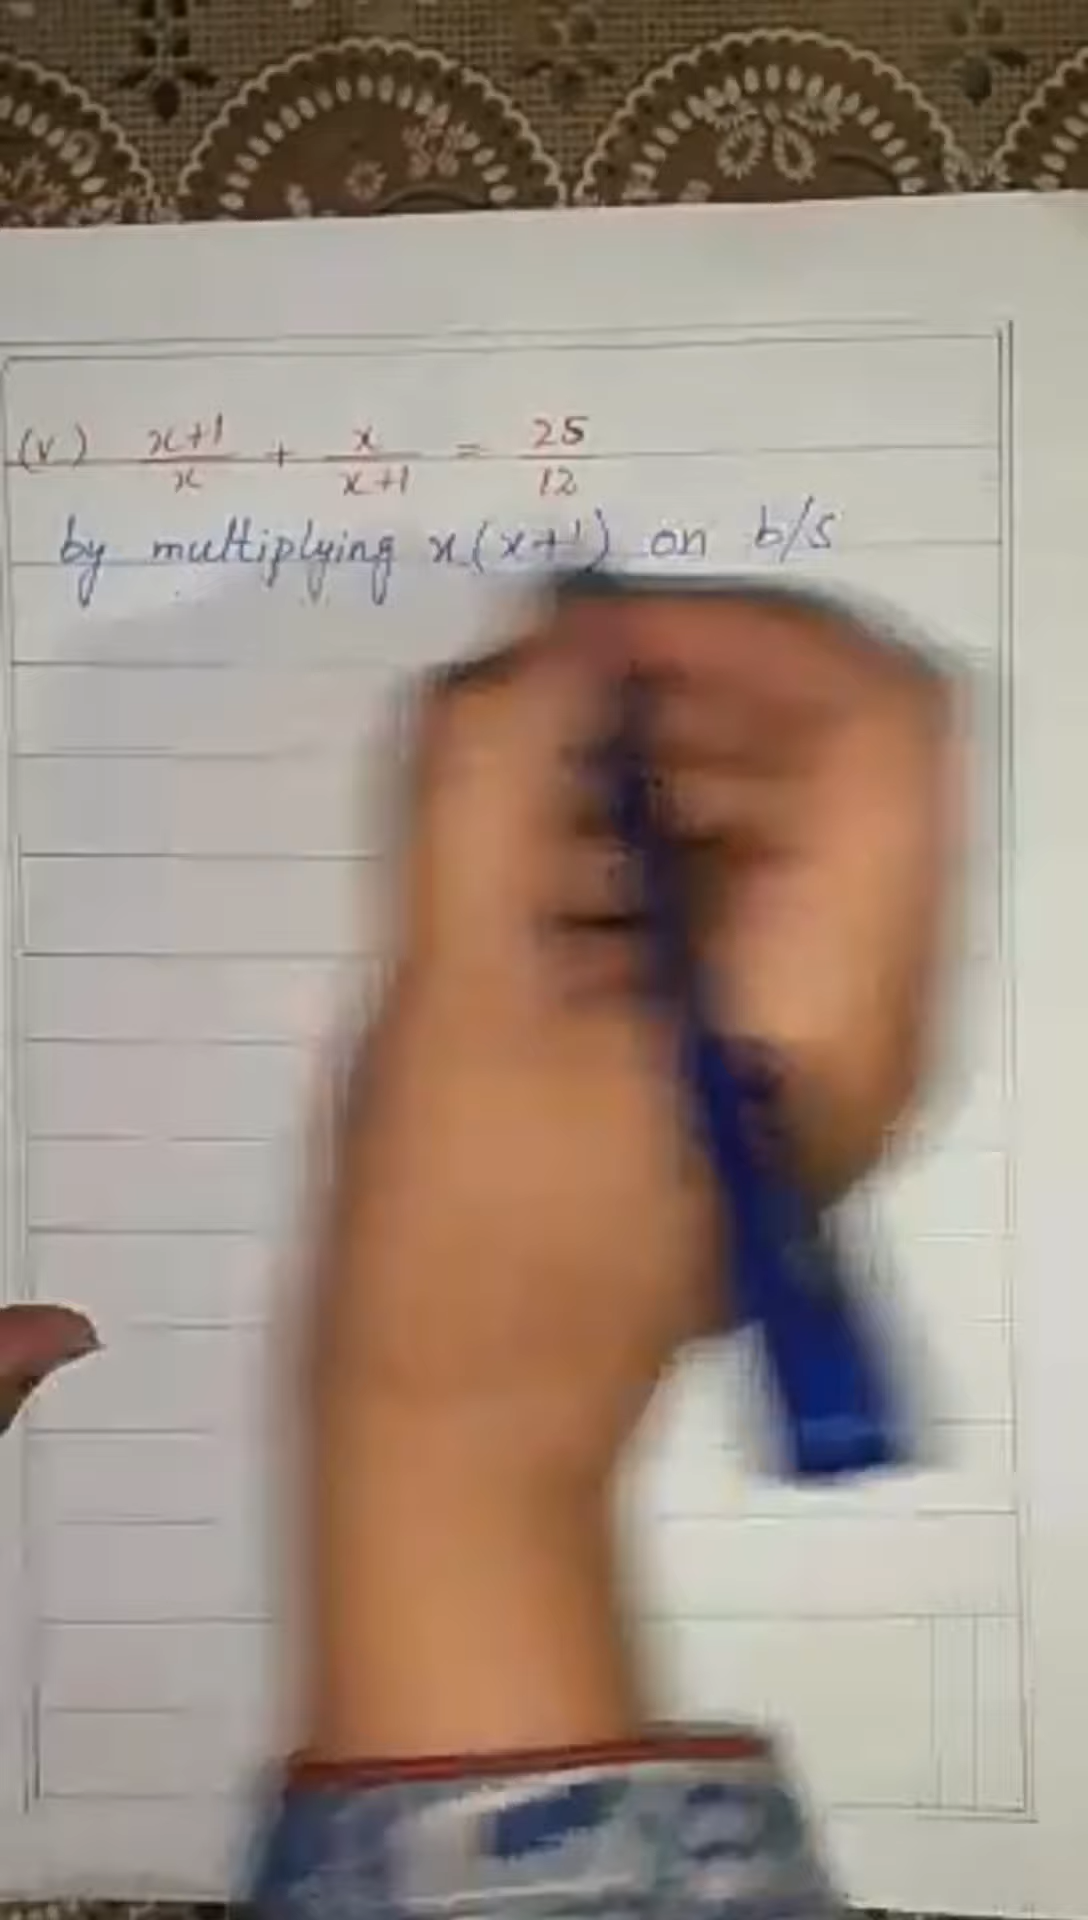 (v) x+1/x + x/x+1 = 25/12
by multiplying x(x+1) on b/s